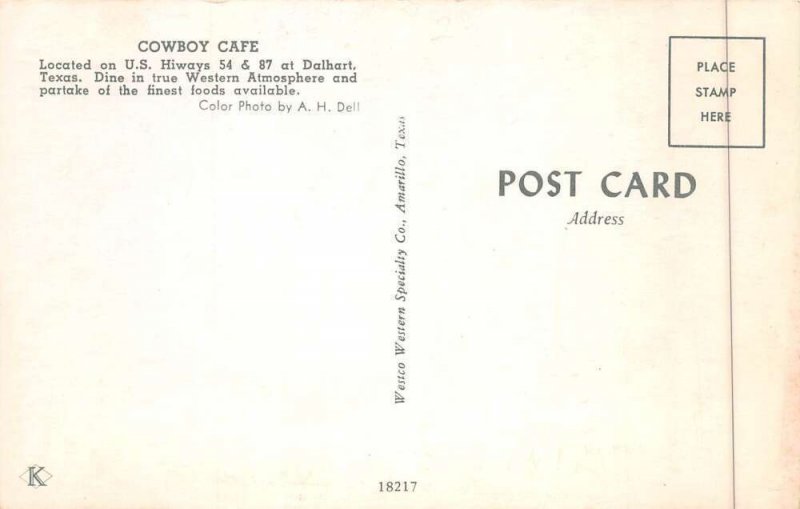 COWBOY CAFE
Located on U.S. Hiways 54 & 87 at Dalhart,
Texas. Dine in true Western Atmosphere and
partake of the finest foods available.
Color Photo by A. H. Dell
Westco Western Specialty Co., Amarillo, Texas
PLACE
STAMP
HERE
POST CARD
Address
K
18217